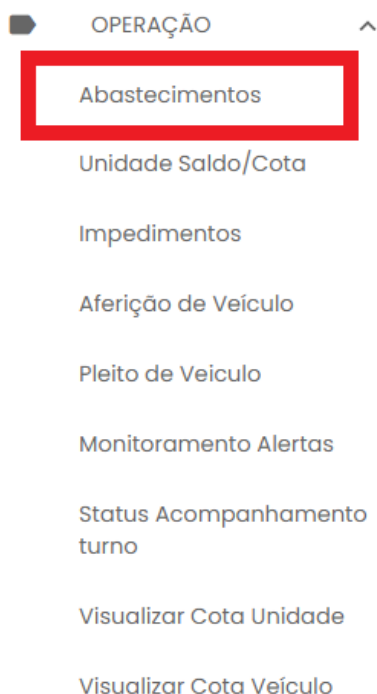 OPERAÇÃO
Abastecimentos
Unidade Saldo/Cota
Impedimentos
Aferição de Veículo
Pleito de Veiculo
Monitoramento Alertas
Status Acompanhamento
turno
Visualizar Cota Unidade
Visualizar Cota Veículo